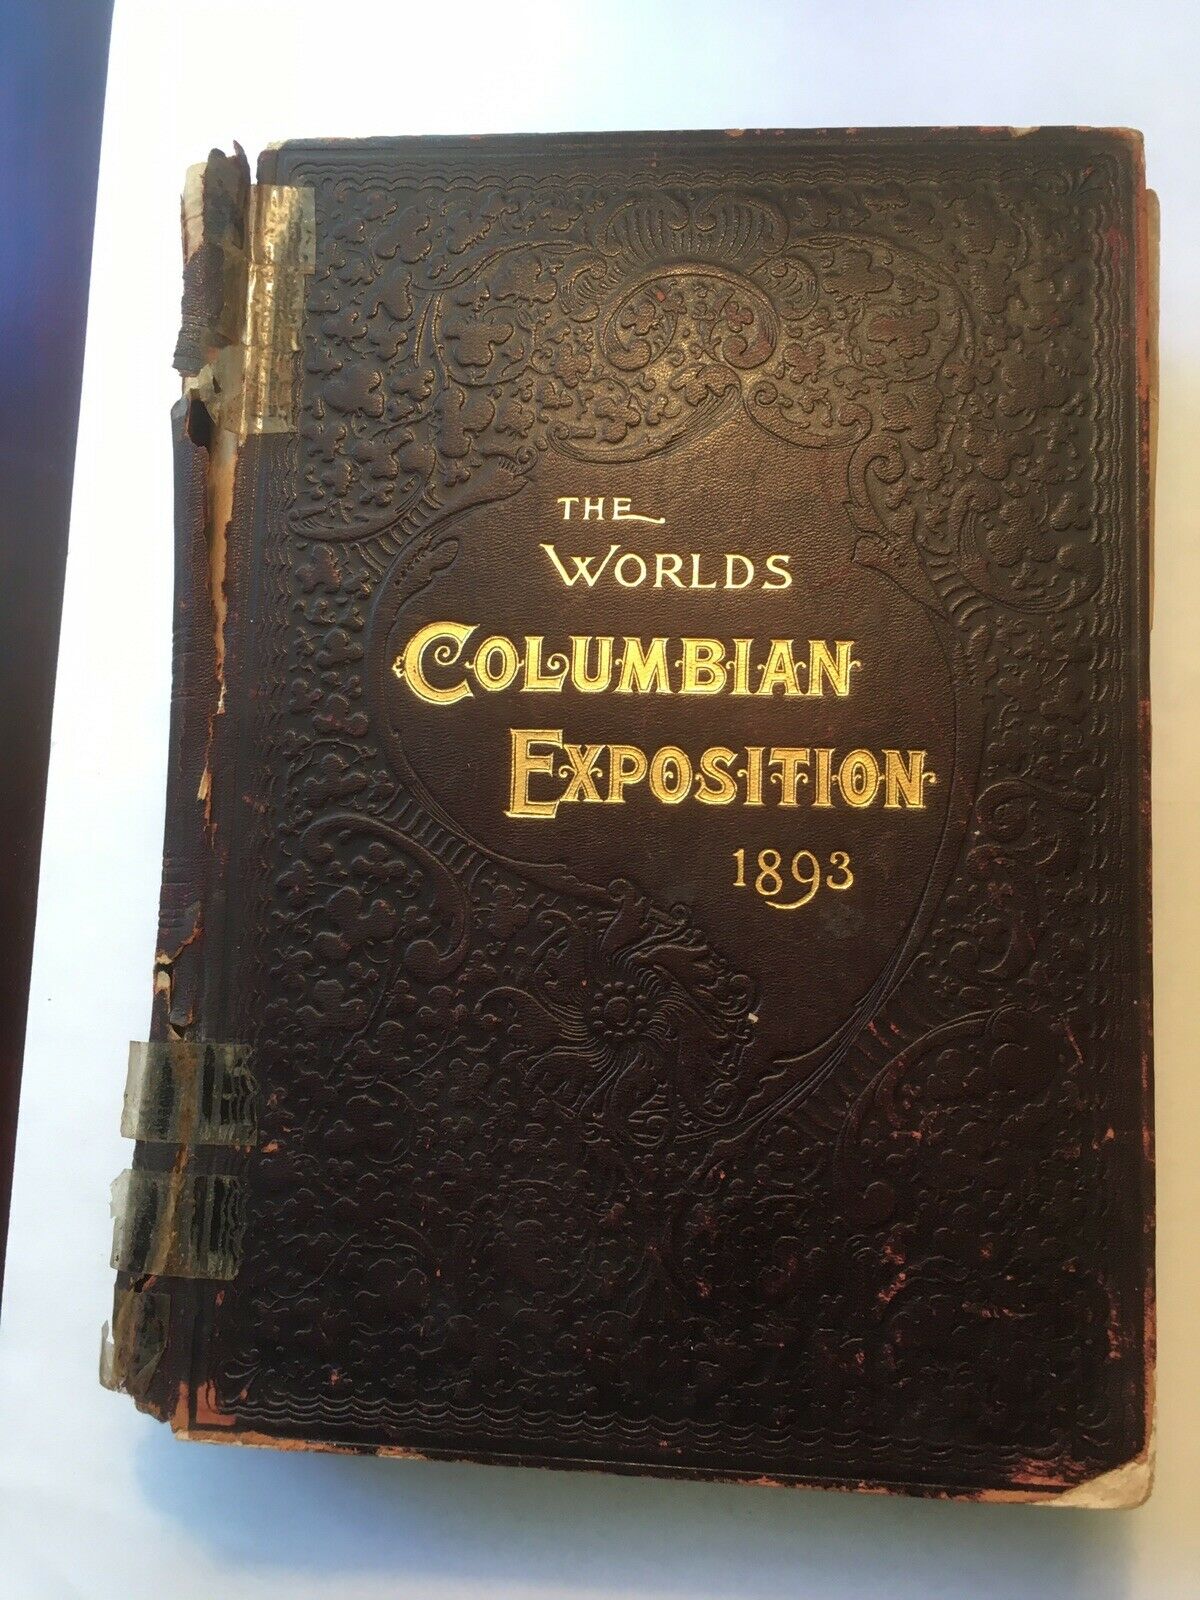 THE
WORLDS
COLUMBIAN
EXPOSITION
1893